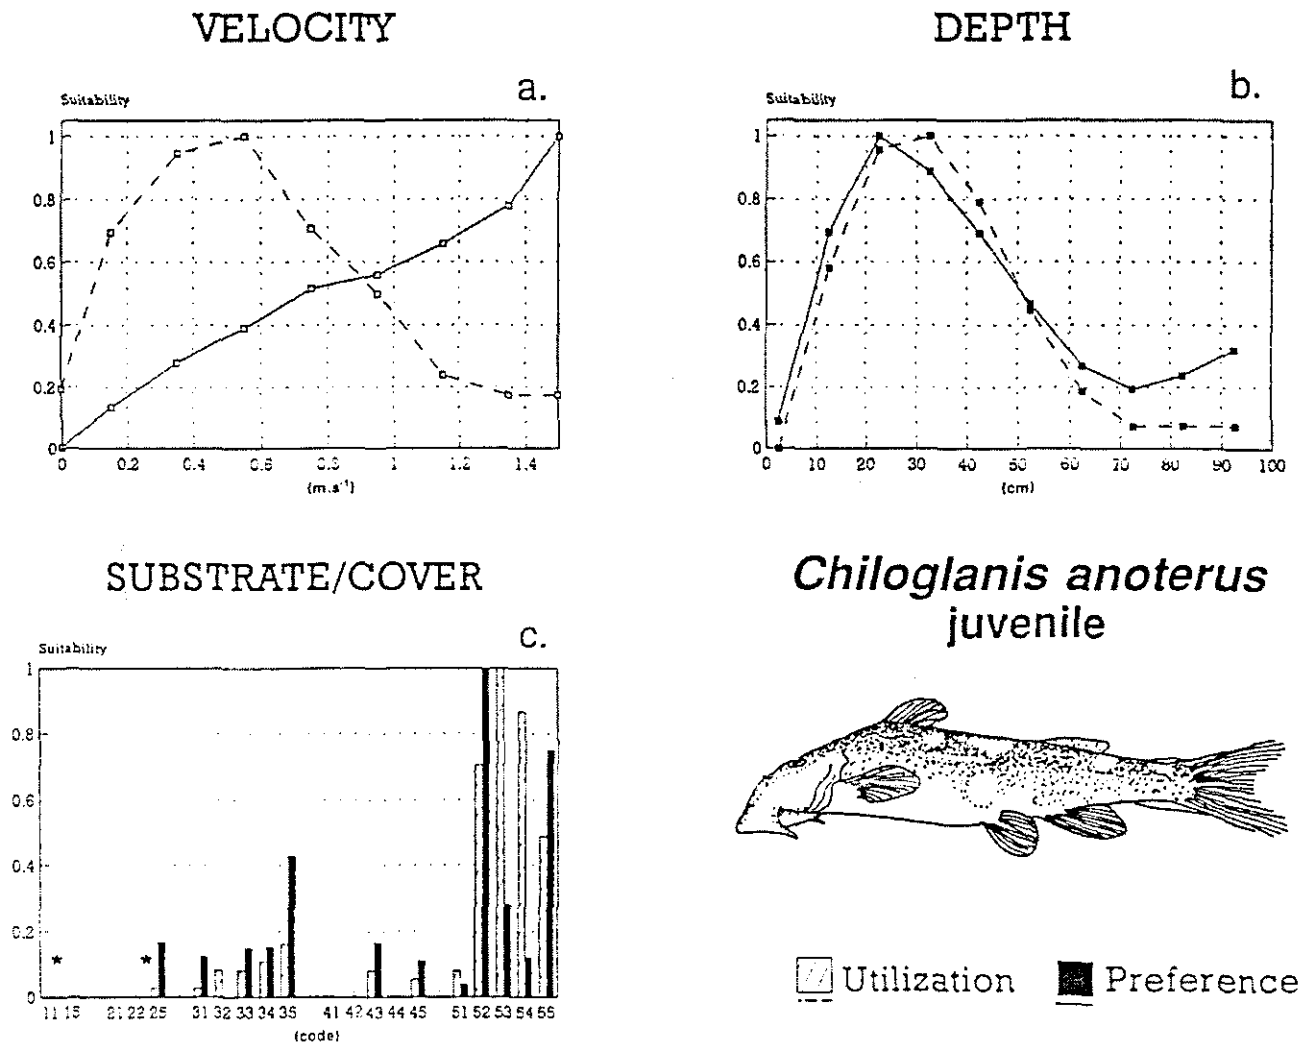 VELOCITY
DEPTH
a.
Suitability
1
0.8
0.6
0.4
0.2
0
0 0.2 0.4 0.6 0.8 1 1.2 1.4 1.
(m.s⁻¹)
b.
Suitability
1
0.8
0.6
0.4
0.2
0
0 10 20 30 40 50 60 70 80 90 100
(cm)
SUBSTRATE/COVER
c.
Suitability
1
0.8
0.6
0.4
0.2
0
* *
11 15 21 22 25 31 32 33 34 35 41 42 43 44 45 51 52 53 54 55
(code)
Chiloglanis anoterus
juvenile
Utilization Preference